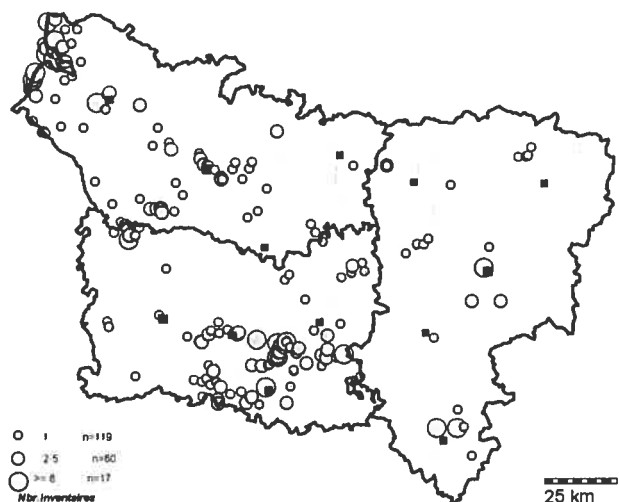 1 n=119
2-5 n=60
>= 6 n=17
Nbr inventaires
25 km